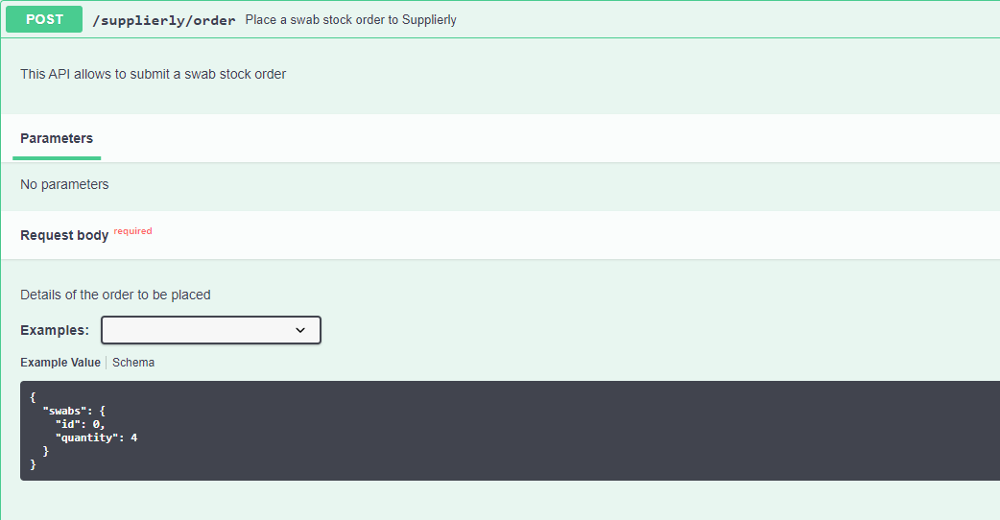 POST /supplierly/order Place a swab stock order to Supplierly
This API allows to submit a swab stock order
Parameters
No parameters
Request body required
Details of the order to be placed
Examples:
Example Value Schema
{
  "swabs": {
    "id": 0,
    "quantity": 4
  }
}